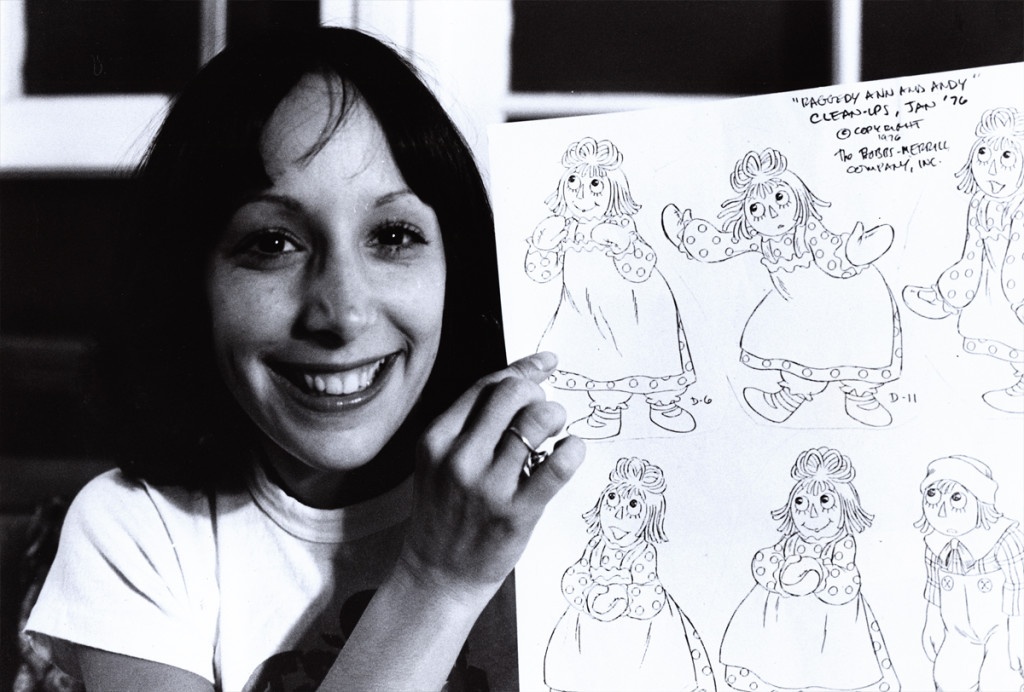 "RAGGEDY ANN AND ANDY"
CLEAN-UPS, JAN '76
© COPYRIGHT
1976
THE BOBBS-MERRILL
COMPANY, INC.
D-6
D-11